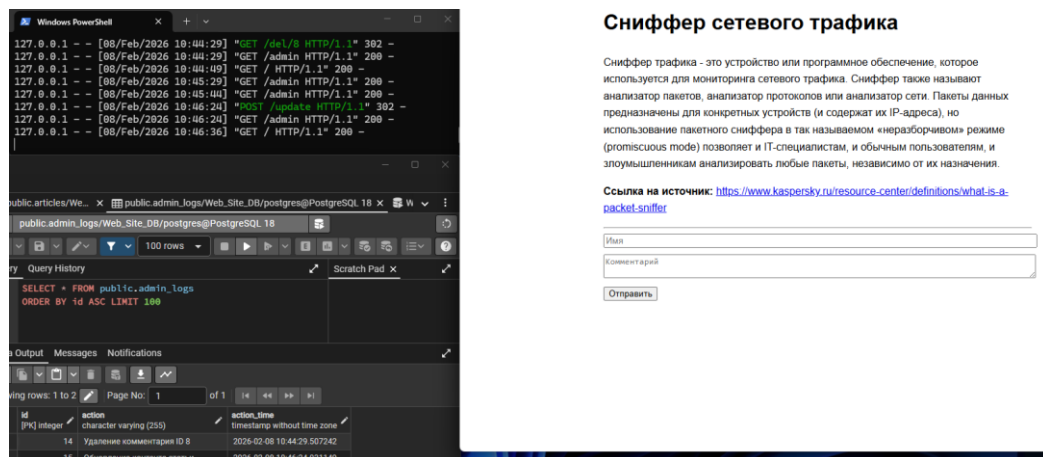 Windows PowerShell
127.0.0.1 - - [08/Feb/2026 10:44:29] "GET /del/8 HTTP/1.1" 302 -
127.0.0.1 - - [08/Feb/2026 10:44:29] "GET /admin HTTP/1.1" 200 -
127.0.0.1 - - [08/Feb/2026 10:44:49] "GET / HTTP/1.1" 200 -
127.0.0.1 - - [08/Feb/2026 10:45:29] "GET /admin HTTP/1.1" 200 -
127.0.0.1 - - [08/Feb/2026 10:45:44] "GET /admin HTTP/1.1" 200 -
127.0.0.1 - - [08/Feb/2026 10:46:24] "POST /update HTTP/1.1" 302 -
127.0.0.1 - - [08/Feb/2026 10:46:24] "GET /admin HTTP/1.1" 200 -
127.0.0.1 - - [08/Feb/2026 10:46:36] "GET / HTTP/1.1" 200 -
public.articles/We... public.admin_logs/Web_Site_DB/postgres@PostgreSQL 18 W
public.admin_logs/Web_Site_DB/postgres@PostgreSQL 18
100 rows
ry Query History Scratch Pad
SELECT * FROM public.admin_logs
ORDER BY id ASC LIMIT 100
a Output Messages Notifications
ving rows: 1 to 2 Page No: 1 of 1
id action action_time
[PK] integer character varying (255) timestamp without time zone
14 Удаление комментария ID 8 2026-02-08 10:44:29.507242
Сниффер сетевого трафика
Сниффер трафика - это устройство или программное обеспечение, которое
используется для мониторинга сетевого трафика. Сниффер также называют
анализатор пакетов, анализатор протоколов или анализатор сети. Пакеты данных
предназначены для конкретных устройств (и содержат их IP-адреса), но
использование пакетного сниффера в так называемом «неразборчивом» режиме
(promiscuous mode) позволяет и IT-специалистам, и обычным пользователям, и
злоумышленникам анализировать любые пакеты, независимо от их назначения.
Ссылка на источник: https://www.kaspersky.ru/resource-center/definitions/what-is-a-
packet-sniffer
Имя
Комментарий
Отправить